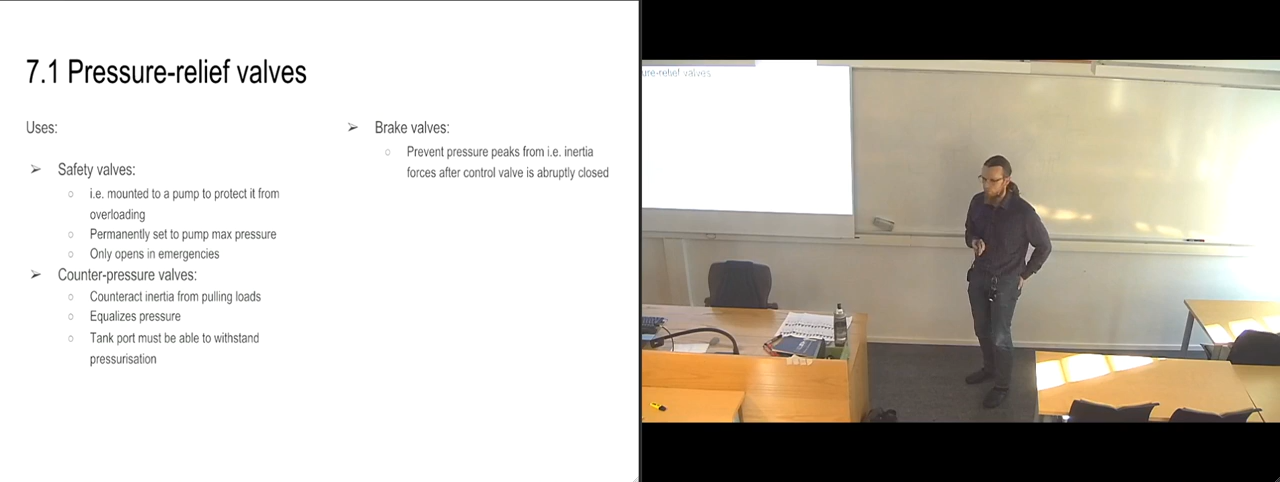 7.1 Pressure-relief valves
Uses:
➢ Safety valves:
○ i.e. mounted to a pump to protect it from
overloading
○ Permanently set to pump max pressure
○ Only opens in emergencies
➢ Counter-pressure valves:
○ Counteract inertia from pulling loads
○ Equalizes pressure
○ Tank port must be able to withstand
pressurisation
➢ Brake valves:
○ Prevent pressure peaks from i.e. inertia
forces after control valve is abruptly closed
ure-relief valves